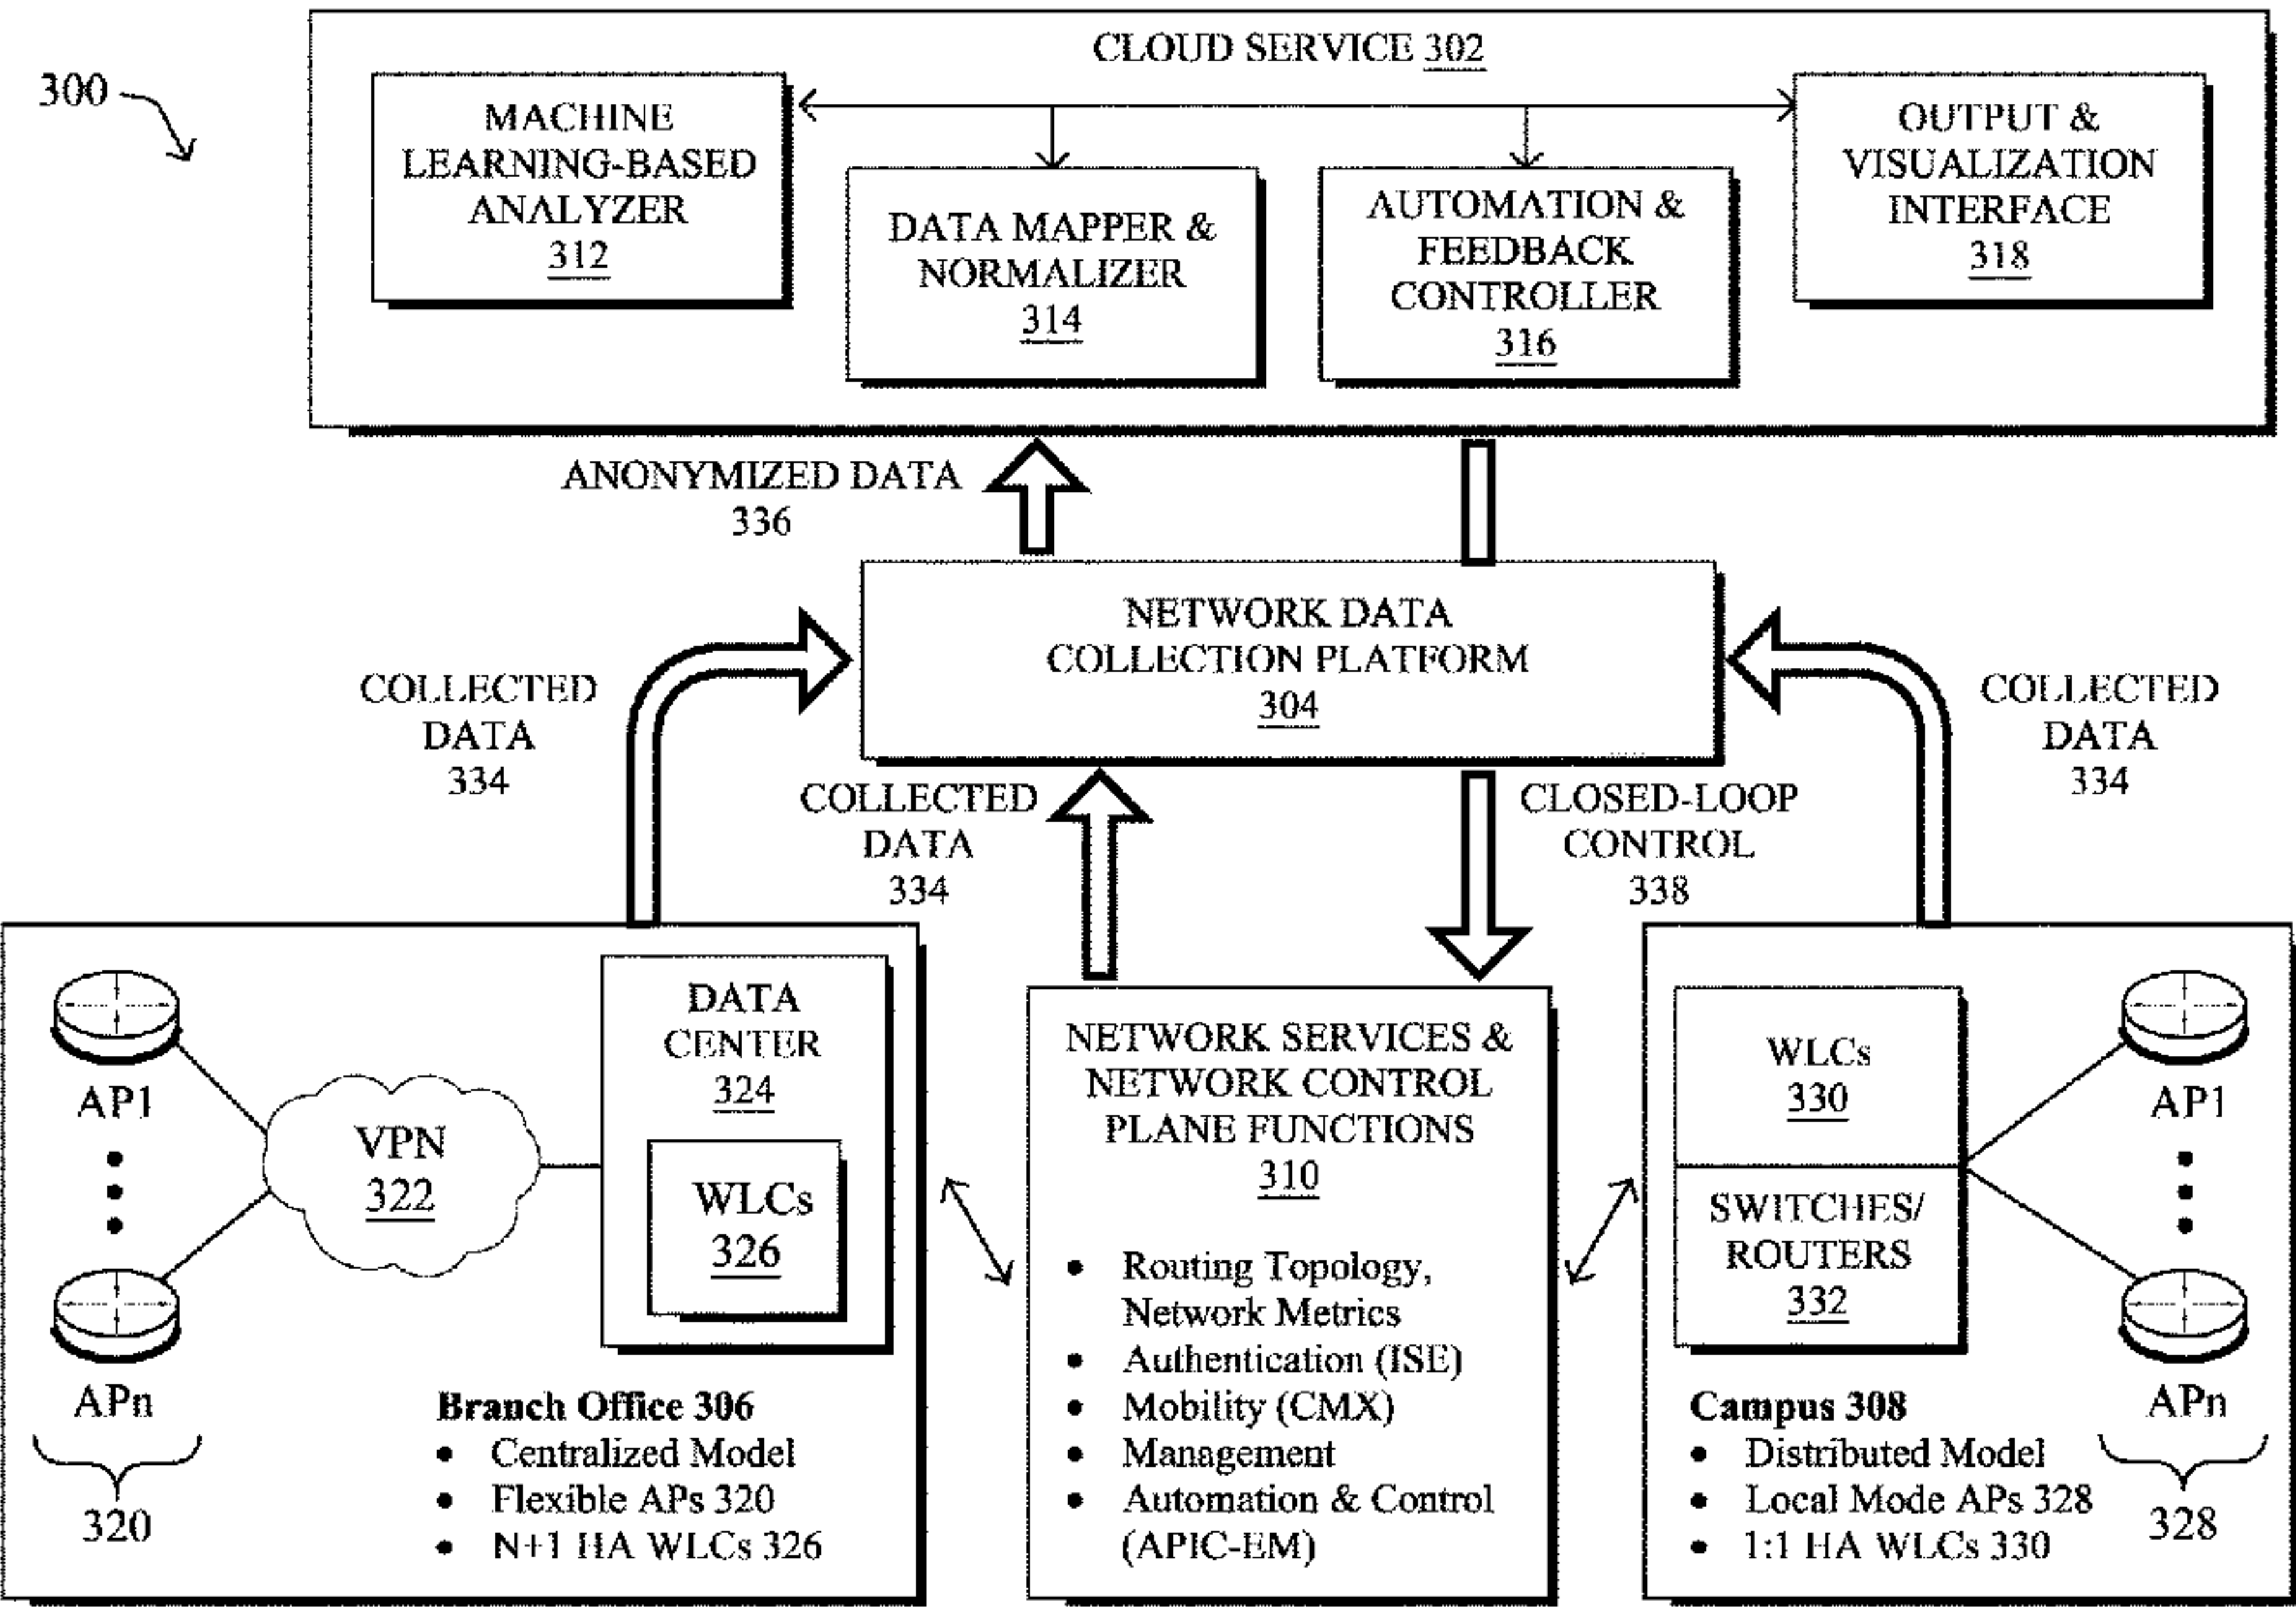 300
CLOUD SERVICE 302
MACHINE
LEARNING-BASED
ANALYZER
312
DATA MAPPER &
NORMALIZER
314
AUTOMATION &
FEEDBACK
CONTROLLER
316
OUTPUT &
VISUALIZATION
INTERFACE
318
ANONYMIZED DATA
336
NETWORK DATA
COLLECTION PLATFORM
304
COLLECTED
DATA
334
COLLECTED
DATA
334
CLOSED-LOOP
CONTROL
338
COLLECTED
DATA
334
AP1
APn
320
VPN
322
DATA
CENTER
324
WLCs
326
Branch Office 306
• Centralized Model
• Flexible APs 320
• N+1 HA WLCs 326
NETWORK SERVICES &
NETWORK CONTROL
PLANE FUNCTIONS
310
• Routing Topology,
Network Metrics
• Authentication (ISE)
• Mobility (CMX)
• Management
• Automation & Control
(APIC-EM)
WLCs
330
SWITCHES/
ROUTERS
332
AP1
APn
328
Campus 308
• Distributed Model
• Local Mode APs 328
• 1:1 HA WLCs 330